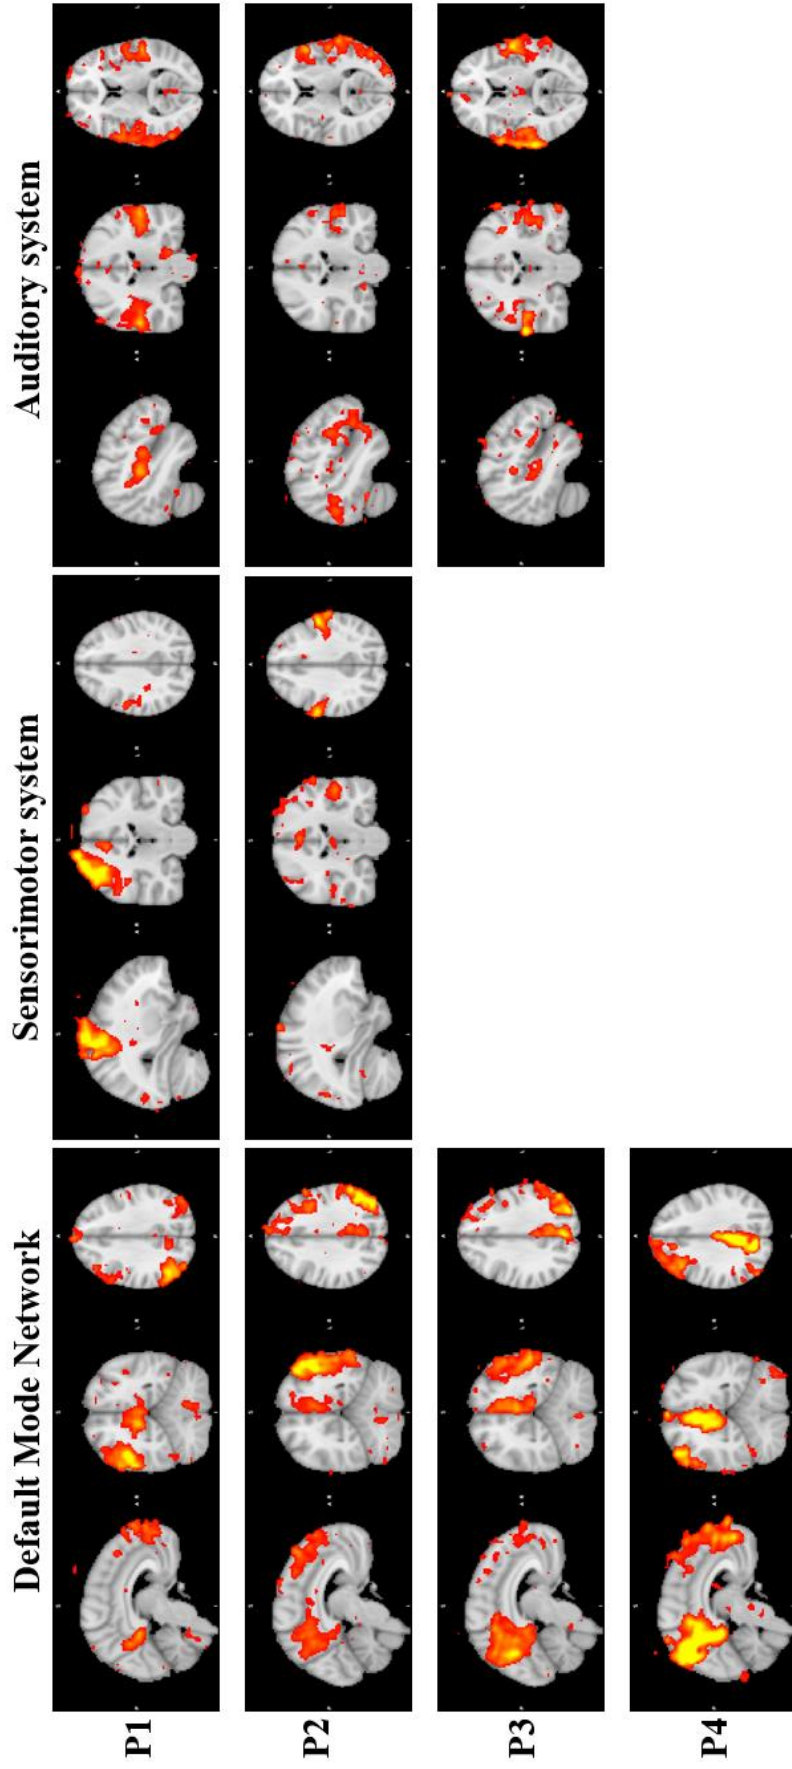 Default Mode Network
Sensorimotor system
Auditory system
P1
P2
P3
P4